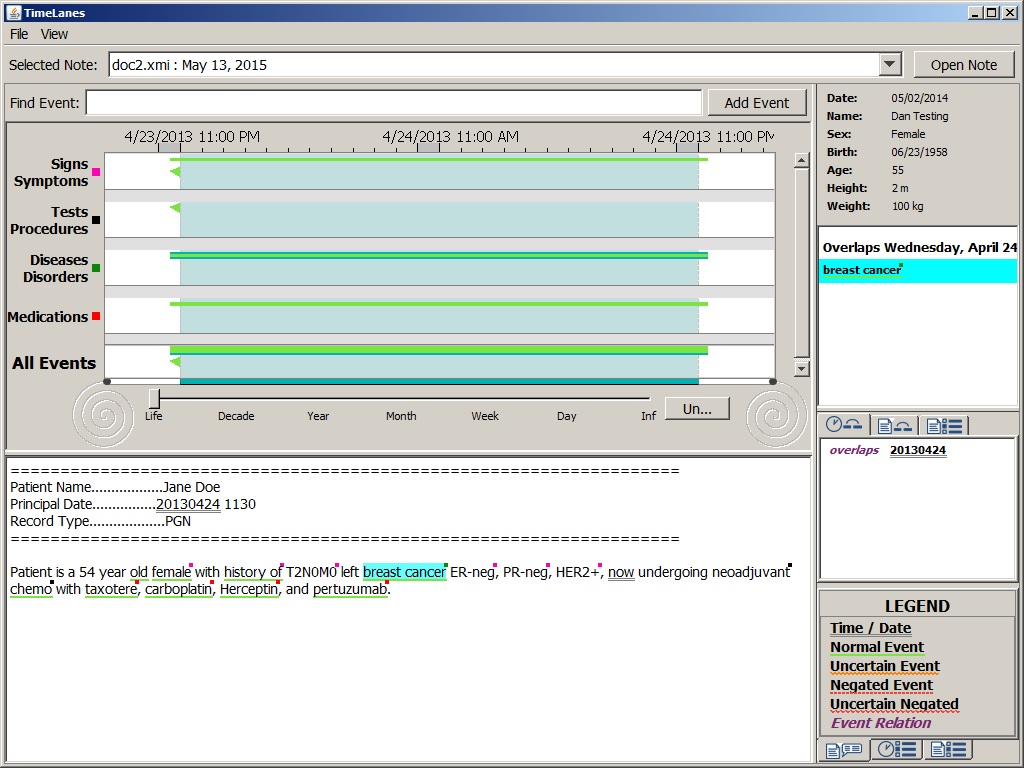 TimeLanes
File View
Selected Note: doc2.xmi : May 13, 2015 Open Note
Find Event: Add Event
4/23/2013 11:00 PM 4/24/2013 11:00 AM 4/24/2013 11:00 PM
Signs
Symptoms
Tests
Procedures
Diseases
Disorders
Medications
All Events
Life Decade Year Month Week Day Inf Un...
Date: 05/02/2014
Name: Dan Testing
Sex: Female
Birth: 06/23/1958
Age: 55
Height: 2 m
Weight: 100 kg
Overlaps Wednesday, April 24
breast cancer
overlaps 20130424
===================================================================
Patient Name.................Jane Doe
Principal Date...............20130424 1130
Record Type..................PGN
===================================================================
Patient is a 54 year old female with history of T2N0M0 left breast cancer ER-neg, PR-neg, HER2+, now undergoing neoadjuvant
chemo with taxotere, carboplatin, Herceptin, and pertuzumab.
LEGEND
Time / Date
Normal Event
Uncertain Event
Negated Event
Uncertain Negated
Event Relation